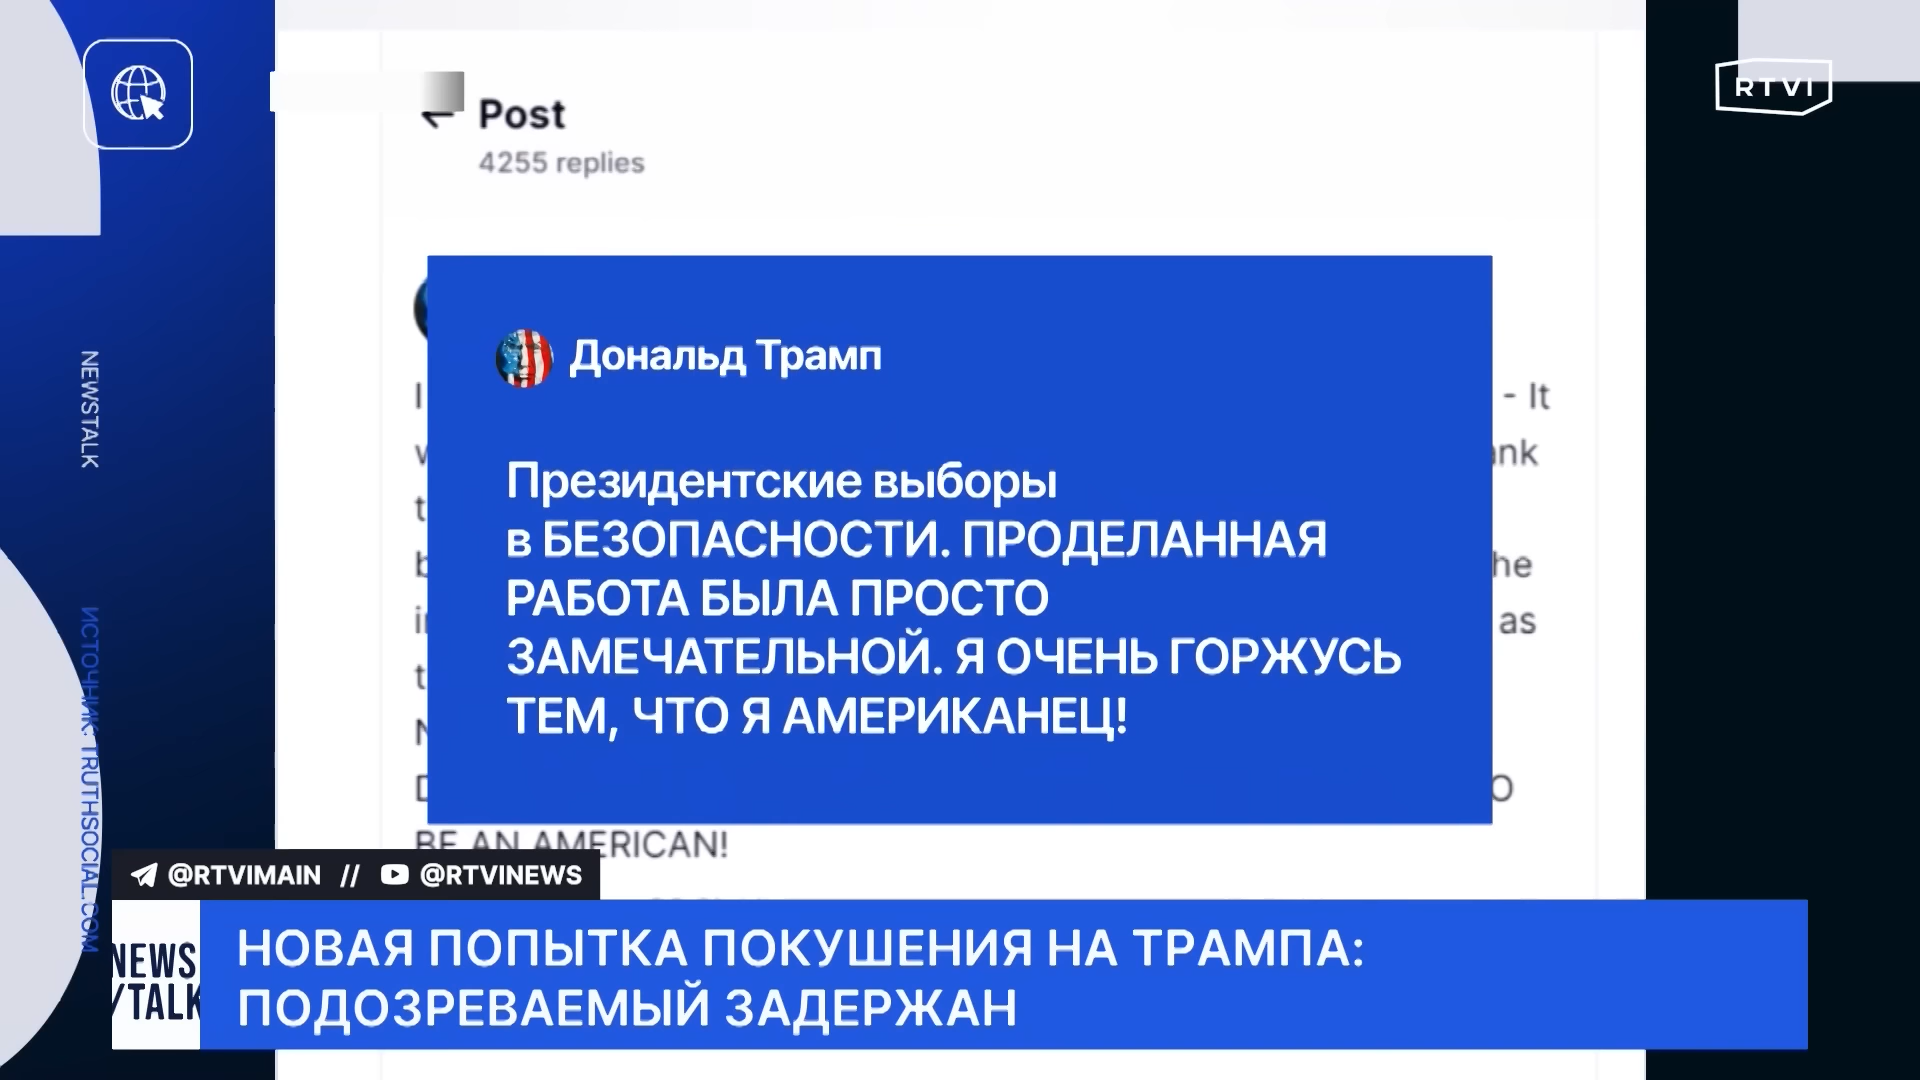 RTVI
Post
4255 replies
Дональд Трамп
- It
ank
he
as
Президентские выборы
в БЕЗОПАСНОСТИ. ПРОДЕЛАННАЯ
РАБОТА БЫЛА ПРОСТО
ЗАМЕЧАТЕЛЬНОЙ. Я ОЧЕНЬ ГОРЖУСЬ
ТЕМ, ЧТО Я АМЕРИКАНЕЦ!
O
BE AN AMERICAN!
NEWSTALK
ИСТОЧНИК: TRUTHSOCIAL.COM
@RTVIMAIN // @RTVINEWS
NEWS
/TALK
НОВАЯ ПОПЫТКА ПОКУШЕНИЯ НА ТРАМПА:
ПОДОЗРЕВАЕМЫЙ ЗАДЕРЖАН